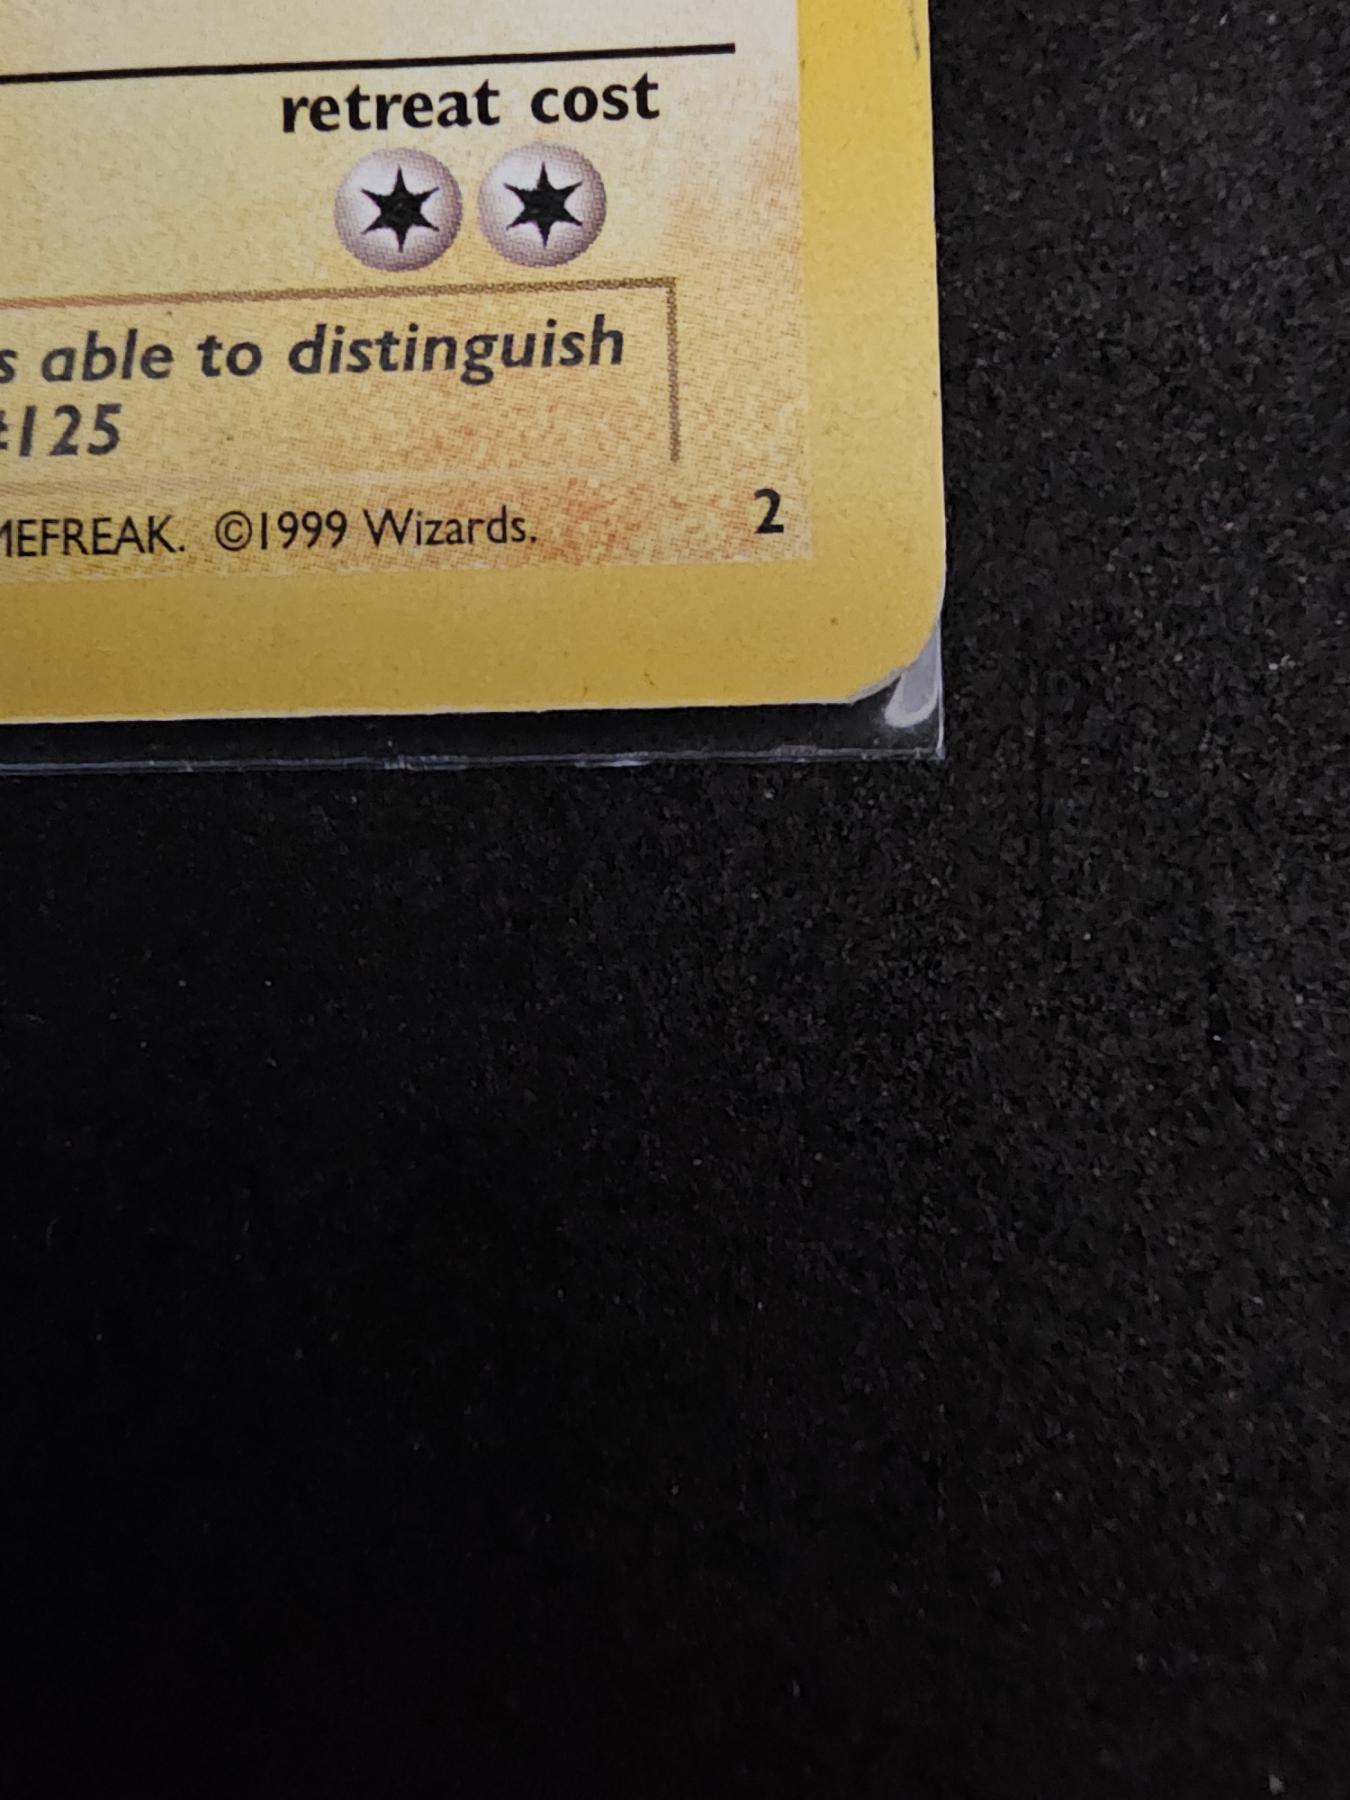 retreat cost
s able to distinguish
#125
MEFREAK. ©1999 Wizards.
2